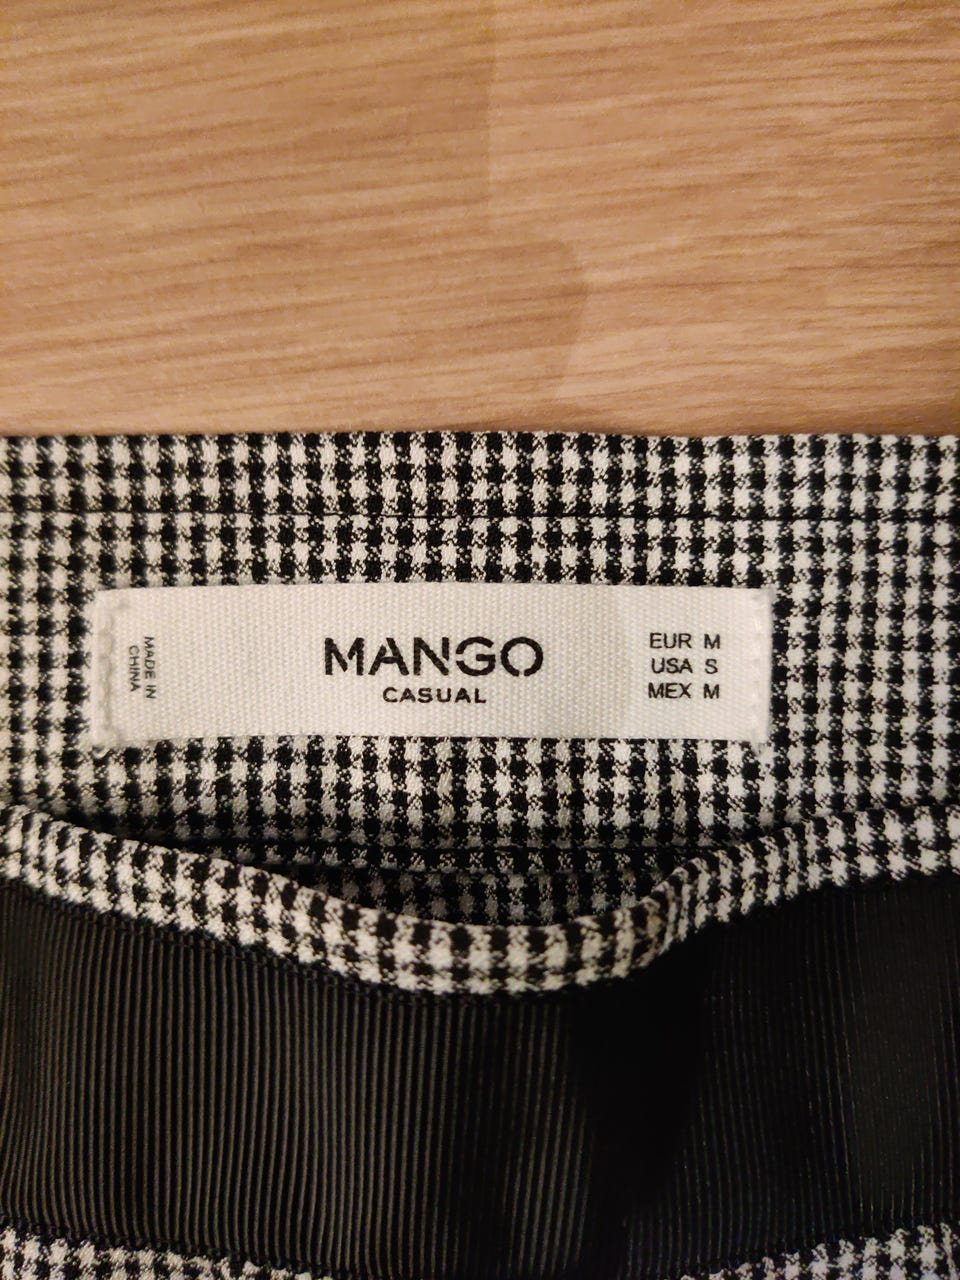 MADE IN
CHINA
MANGO
CASUAL
EUR M
USA S
MEX M